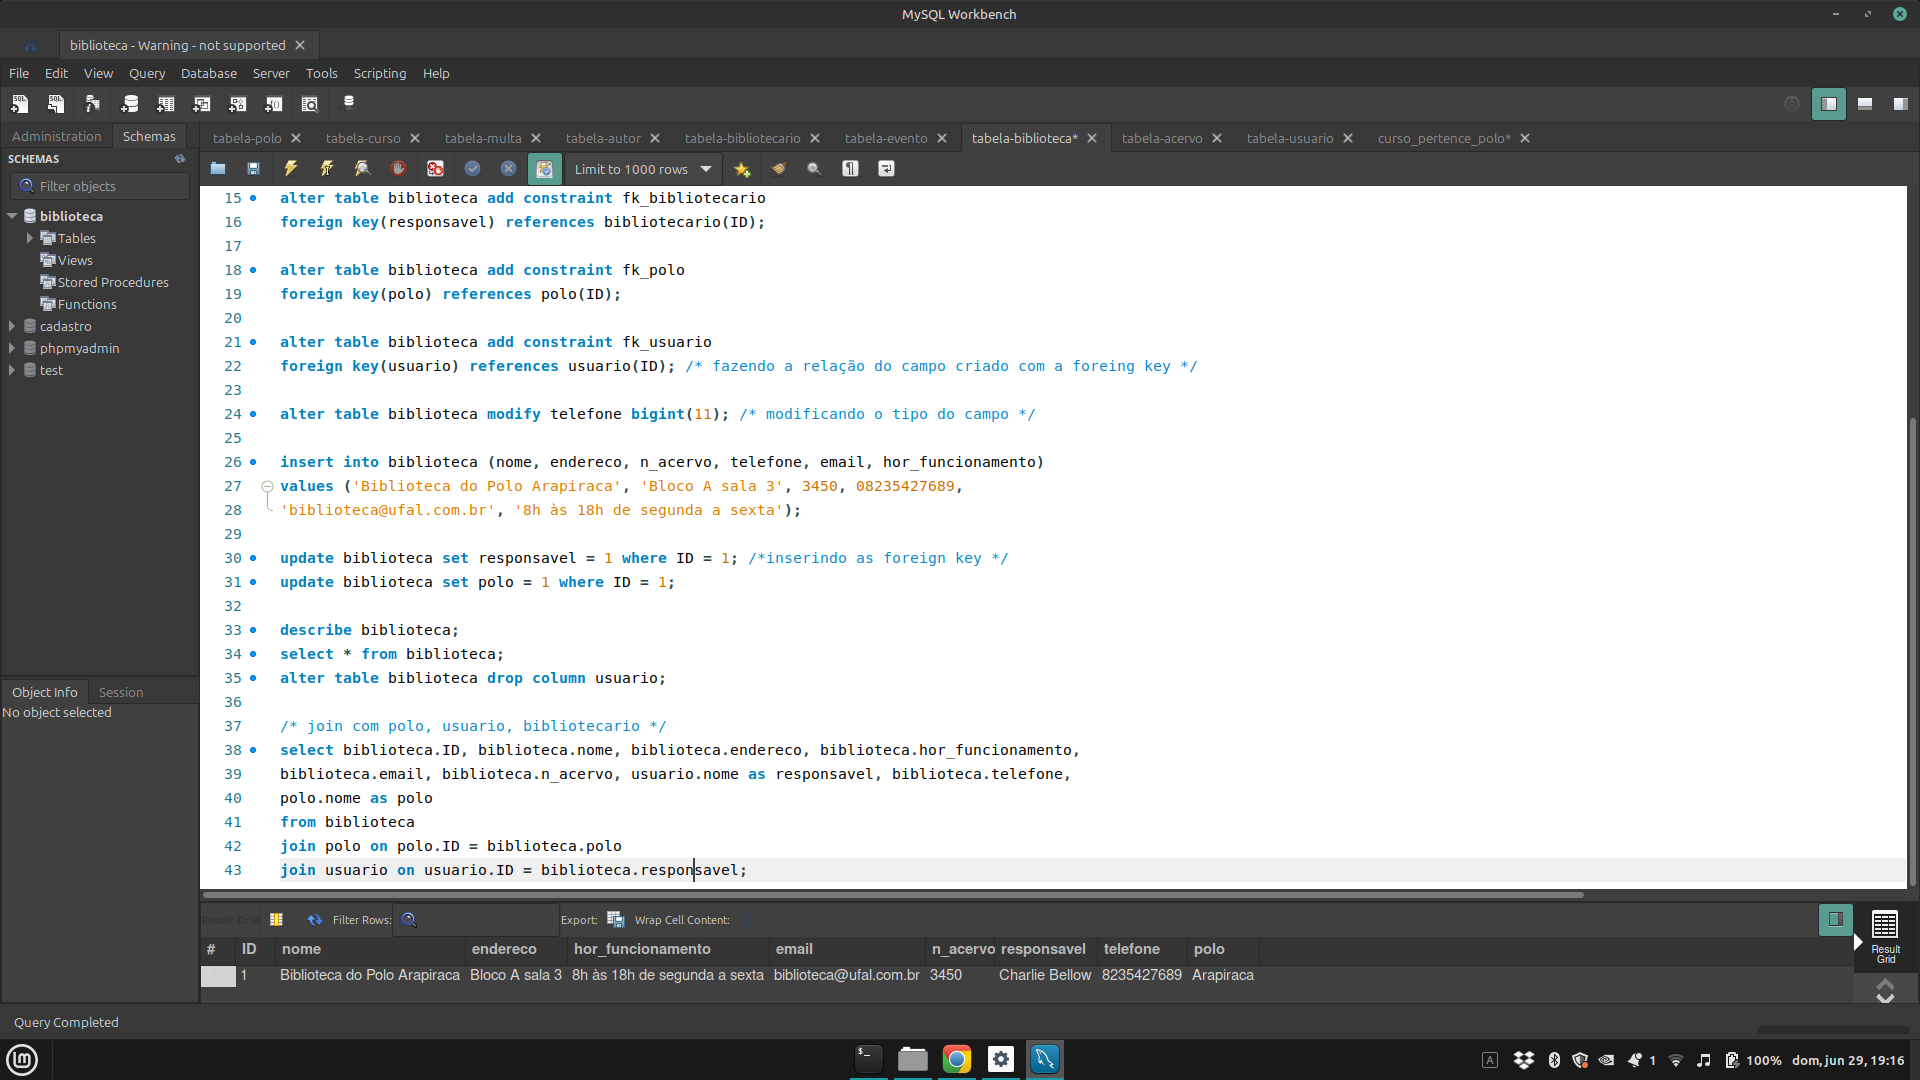 MySQL Workbench
biblioteca - Warning - not supported
File Edit View Query Database Server Tools Scripting Help
Administration Schemas
tabela-polo tabela-curso tabela-multa tabela-autor tabela-bibliotecario tabela-evento tabela-biblioteca* tabela-acervo tabela-usuario curso_pertence_polo*
SCHEMAS
Limit to 1000 rows
Filter objects
biblioteca
Tables
Views
Stored Procedures
Functions
cadastro
phpmyadmin
test
Object Info Session
No object selected
15 alter table biblioteca add constraint fk_bibliotecario
16 foreign key(responsavel) references bibliotecario(ID);
17
18 alter table biblioteca add constraint fk_polo
19 foreign key(polo) references polo(ID);
20
21 alter table biblioteca add constraint fk_usuario
22 foreign key(usuario) references usuario(ID); /* fazendo a relação do campo criado com a foreing key */
23
24 alter table biblioteca modify telefone bigint(11); /* modificando o tipo do campo */
25
26 insert into biblioteca (nome, endereco, n_acervo, telefone, email, hor_funcionamento)
27 values ('Biblioteca do Polo Arapiraca', 'Bloco A sala 3', 3450, 08235427689,
28 'biblioteca@ufal.com.br', '8h às 18h de segunda a sexta');
29
30 update biblioteca set responsavel = 1 where ID = 1; /*inserindo as foreign key */
31 update biblioteca set polo = 1 where ID = 1;
32
33 describe biblioteca;
34 select * from biblioteca;
35 alter table biblioteca drop column usuario;
36
37 /* join com polo, usuario, bibliotecario */
38 select biblioteca.ID, biblioteca.nome, biblioteca.endereco, biblioteca.hor_funcionamento,
39 biblioteca.email, biblioteca.n_acervo, usuario.nome as responsavel, biblioteca.telefone,
40 polo.nome as polo
41 from biblioteca
42 join polo on polo.ID = biblioteca.polo
43 join usuario on usuario.ID = biblioteca.responsavel;
Result Grid Filter Rows: Export: Wrap Cell Content:
# ID nome endereco hor_funcionamento email n_acervo responsavel telefone polo
1 Biblioteca do Polo Arapiraca Bloco A sala 3 8h às 18h de segunda a sexta biblioteca@ufal.com.br 3450 Charlie Bellow 8235427689 Arapiraca
Result Grid
Query Completed
A 1 100% dom, jun 29, 19:16